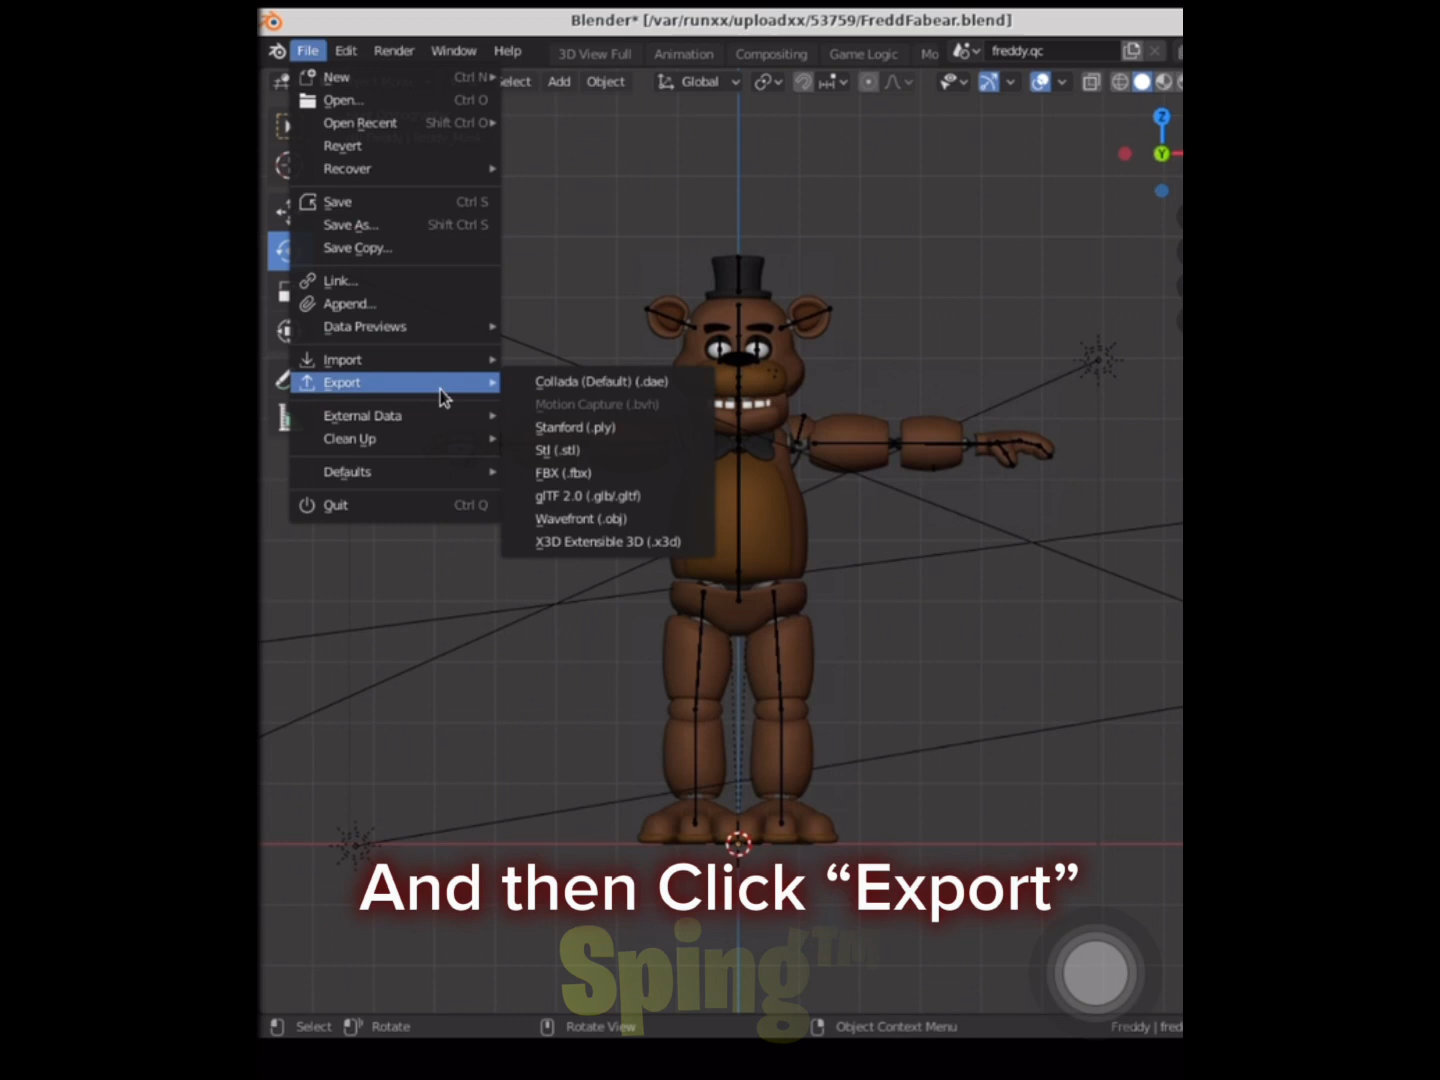 Blender* [/var/runxx/uploadxx/53759/FreddFabear.blend]
File Edit Render Window Help 3D View Full Animation Compositing Game Logic Mo freddy.qc
Select Add Object Global
New Ctrl N
Open... Ctrl O
Open Recent Shift Ctrl O
Revert
Recover
Save Ctrl S
Save As... Shift Ctrl S
Save Copy...
Link...
Append...
Data Previews
Import
Export
External Data
Clean Up
Defaults
Quit Ctrl Q
Collada (Default) (.dae)
Motion Capture (.bvh)
Stanford (.ply)
Stl (.stl)
FBX (.fbx)
glTF 2.0 (.glb/.gltf)
Wavefront (.obj)
X3D Extensible 3D (.x3d)
Z
Y
And then Click “Export”
Sping™
Select Rotate Rotate View Object Context Menu Freddy | fred